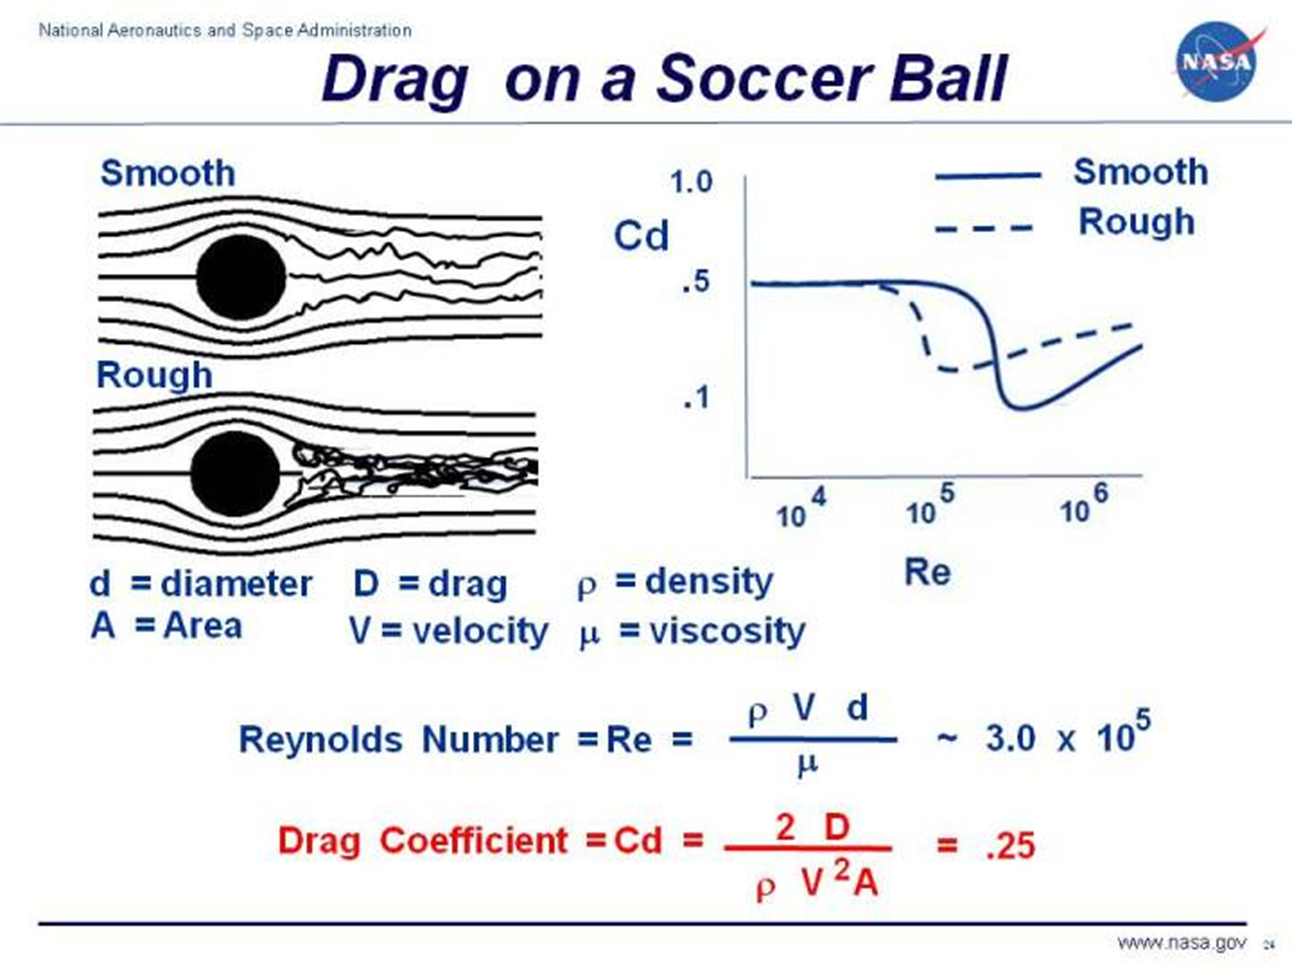 National Aeronautics and Space Administration
Drag on a Soccer Ball
NASA
Smooth
Rough
1.0
Cd
.5
.1
Smooth
Rough
10^4 10^5 10^6
Re
d = diameter D = drag ρ = density
A = Area V = velocity μ = viscosity
Reynolds Number = Re = ρ V d / μ ~ 3.0 x 10^5
Drag Coefficient = Cd = 2 D / ρ V^2 A = .25
www.nasa.gov